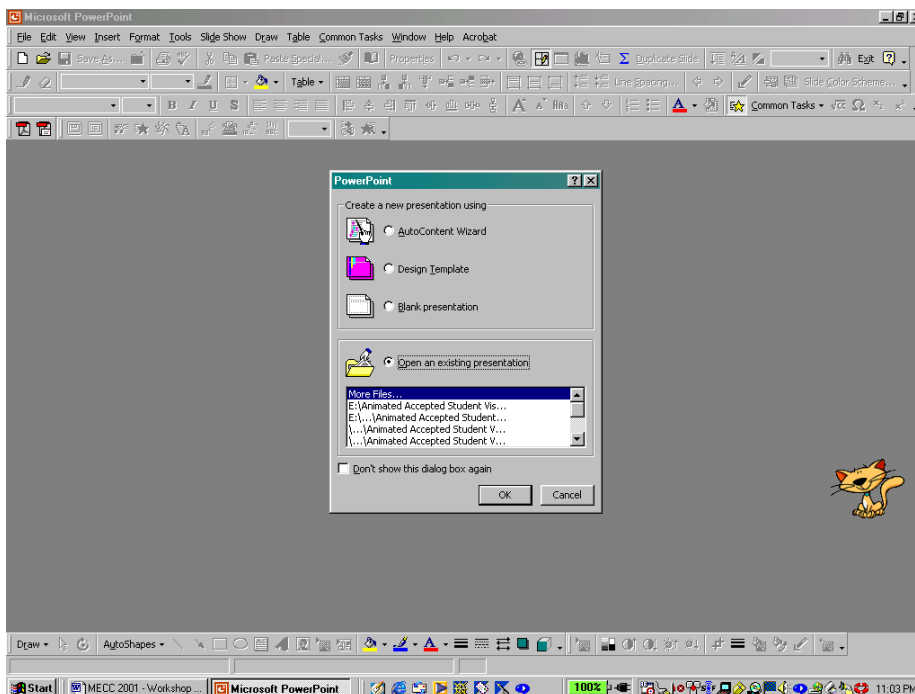 Microsoft PowerPoint
File Edit View Insert Format Tools Slide Show Draw Table Common Tasks Window Help Acrobat
Save As... Paste Special... Properties Σ Duplicate Slide Exit
Table Line Spacing... Slide Color Scheme...
B I U S A A Common Tasks √α Ω
PowerPoint
Create a new presentation using
AutoContent Wizard
Design Template
Blank presentation
Open an existing presentation
More Files...
E:\Animated Accepted Student Vis...
E:\...\Animated Accepted Student...
\...\Animated Accepted Student V...
\...\Animated Accepted Student V...
Don't show this dialog box again
OK Cancel
Draw AutoShapes A
Start MECC 2001 - Workshop ... Microsoft PowerPoint 100% 11:03 PM